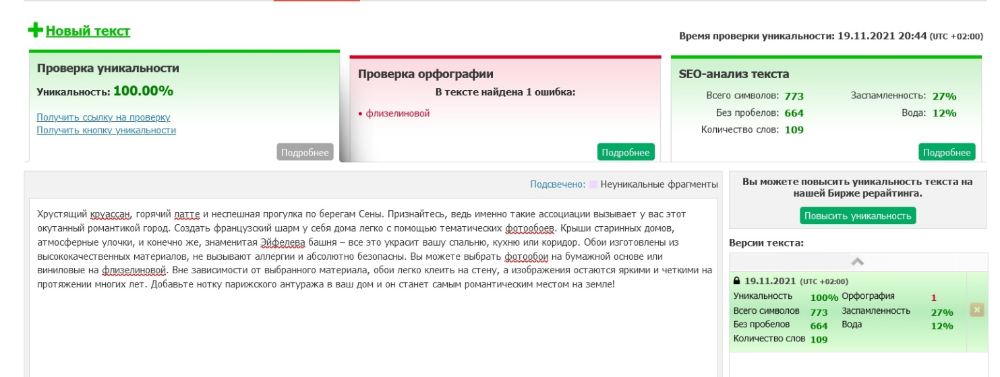 Новый текст
Время проверки уникальности: 19.11.2021 20:44 (UTC +02:00)
Проверка уникальности
Уникальность: 100.00%
Получить ссылку на проверку
Получить кнопку уникальности
Подробнее
Проверка орфографии
В тексте найдена 1 ошибка:
• флизелиновой
Подробнее
SEO-анализ текста
Всего символов: 773 Заспамленность: 27%
Без пробелов: 664 Вода: 12%
Количество слов: 109
Подробнее
Подсвечено: Неуникальные фрагменты
Хрустящий круассан, горячий латте и неспешная прогулка по берегам Сены. Признайтесь, ведь именно такие ассоциации вызывает у вас этот
окутанный романтикой город. Создать французский шарм у себя дома легко с помощью тематических фотообоев. Крыши старинных домов,
атмосферные улочки, и конечно же, знаменитая Эйфелева башня – все это украсит вашу спальню, кухню или коридор. Обои изготовлены из
высококачественных материалов, не вызывают аллергии и абсолютно безопасны. Вы можете выбрать фотообои на бумажной основе или
виниловые на флизелиновой. Вне зависимости от выбранного материала, обои легко клеить на стену, а изображения остаются яркими и четкими на
протяжении многих лет. Добавьте нотку парижского антуража в ваш дом и он станет самым романтическим местом на земле!
Вы можете повысить уникальность текста на
нашей Бирже рерайтинга.
Повысить уникальность
Версии текста:
19.11.2021 (UTC +02:00)
Уникальность 100% Орфография 1
Всего символов 773 Заспамленность 27%
Без пробелов 664 Вода 12%
Количество слов 109